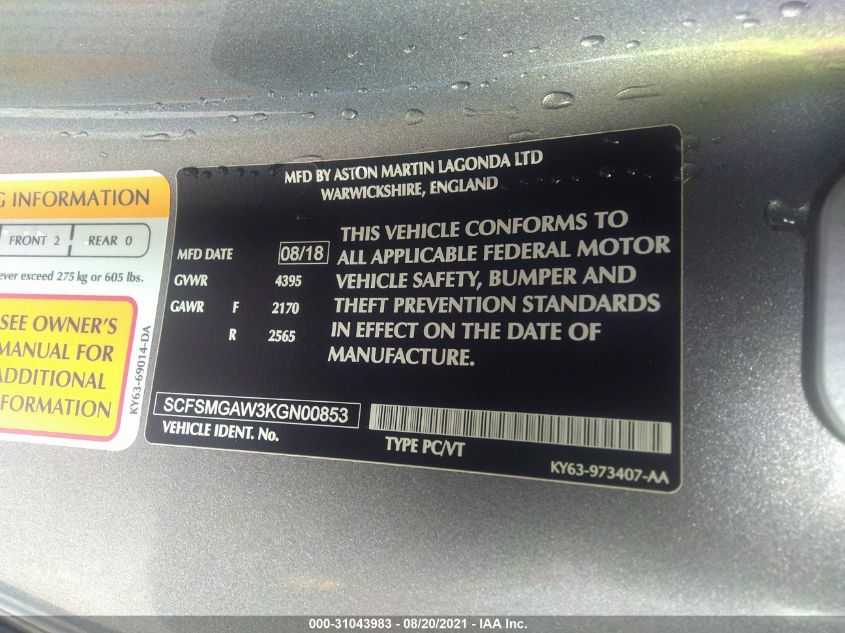 G INFORMATION
FRONT 2 REAR 0
ever exceed 275 kg or 605 lbs.
SEE OWNER'S
MANUAL FOR
ADDITIONAL
FORMATION
KY63-69014-DA
MFD BY ASTON MARTIN LAGONDA LTD
WARWICKSHIRE, ENGLAND
MFD DATE 08/18
GVWR 4395
GAWR F 2170
R 2565
THIS VEHICLE CONFORMS TO
ALL APPLICABLE FEDERAL MOTOR
VEHICLE SAFETY, BUMPER AND
THEFT PREVENTION STANDARDS
IN EFFECT ON THE DATE OF
MANUFACTURE.
SCFSMGAW3KGN00853
VEHICLE IDENT. No.
TYPE PC/VT
KY63-973407-AA
000-31043983 - 08/20/2021 - IAA Inc.